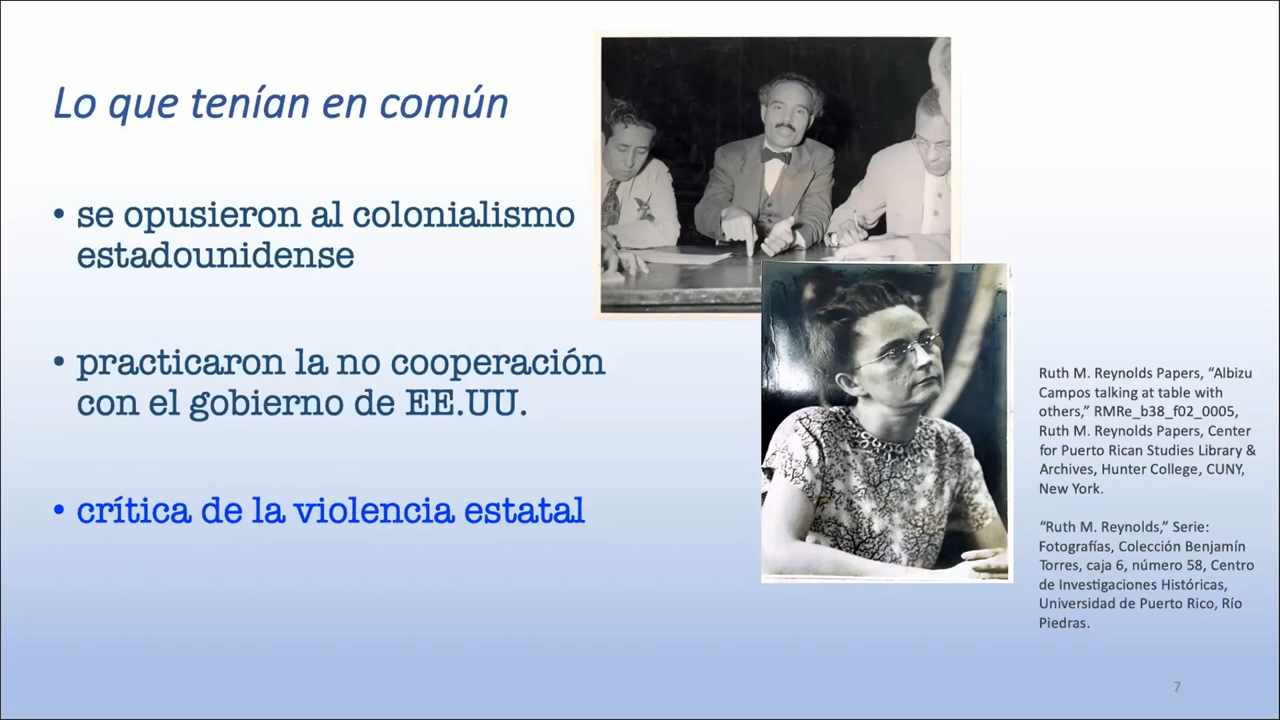 Lo que tenían en común
• se opusieron al colonialismo
estadounidense
• practicaron la no cooperación
con el gobierno de EE.UU.
• crítica de la violencia estatal
Ruth M. Reynolds Papers, “Albizu
Campos talking at table with
others,” RMRe_b38_f02_0005,
Ruth M. Reynolds Papers, Center
for Puerto Rican Studies Library &
Archives, Hunter College, CUNY,
New York.
“Ruth M. Reynolds,” Serie:
Fotografías, Colección Benjamín
Torres, caja 6, número 58, Centro
de Investigaciones Históricas,
Universidad de Puerto Rico, Río
Piedras.
7